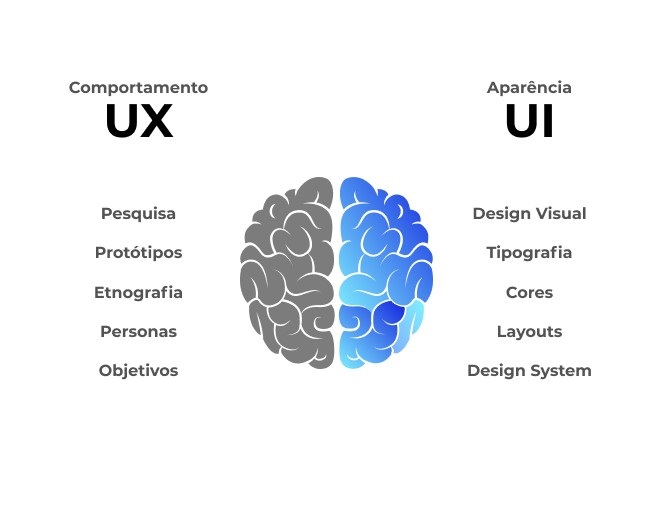 Comportamento
UX
Pesquisa
Protótipos
Etnografia
Personas
Objetivos
Aparência
UI
Design Visual
Tipografia
Cores
Layouts
Design System